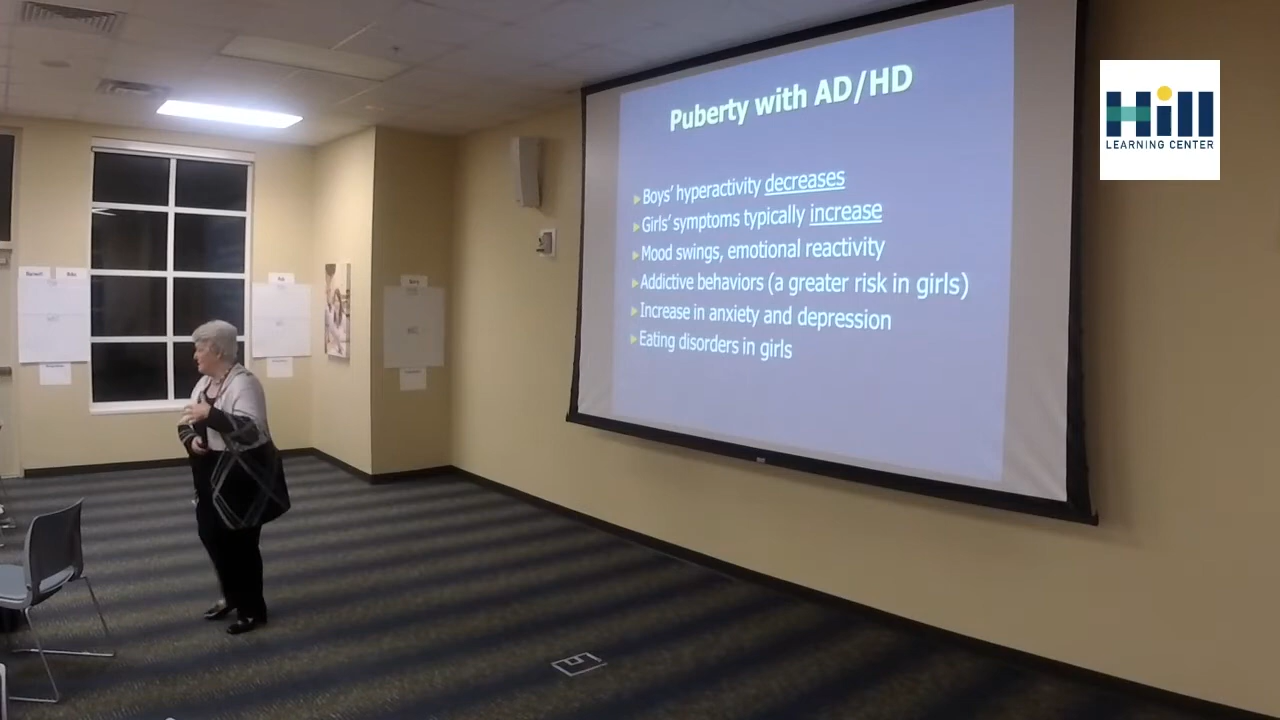 Puberty with AD/HD
Boys' hyperactivity decreases
Girls' symptoms typically increase
Mood swings, emotional reactivity
Addictive behaviors (a greater risk in girls)
Increase in anxiety and depression
Eating disorders in girls
Hill
LEARNING CENTER